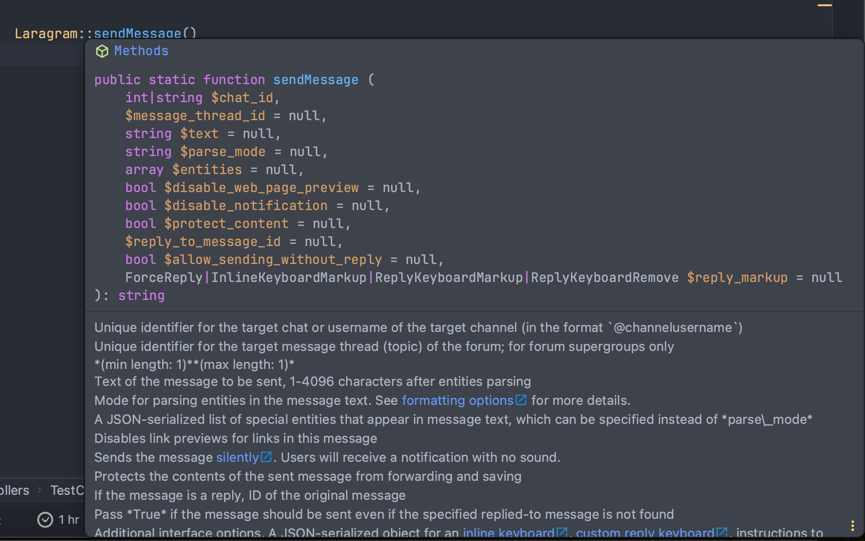 Laragram::sendMessage()
Methods
public static function sendMessage (
int|string $chat_id,
$message_thread_id = null,
string $text = null,
string $parse_mode = null,
array $entities = null,
bool $disable_web_page_preview = null,
bool $disable_notification = null,
bool $protect_content = null,
$reply_to_message_id = null,
bool $allow_sending_without_reply = null,
ForceReply|InlineKeyboardMarkup|ReplyKeyboardMarkup|ReplyKeyboardRemove $reply_markup = null
): string
Unique identifier for the target chat or username of the target channel (in the format `@channelusername`)
Unique identifier for the target message thread (topic) of the forum; for forum supergroups only
*(min length: 1)**(max length: 1)*
Text of the message to be sent, 1-4096 characters after entities parsing
Mode for parsing entities in the message text. See formatting options for more details.
A JSON-serialized list of special entities that appear in message text, which can be specified instead of *parse\_mode*
Disables link previews for links in this message
Sends the message silently. Users will receive a notification with no sound.
Protects the contents of the sent message from forwarding and saving
If the message is a reply, ID of the original message
Pass *True* if the message should be sent even if the specified replied-to message is not found
Additional interface options. A JSON-serialized object for an inline keyboard, custom reply keyboard, instructions to
ollers › TestC
1 hr